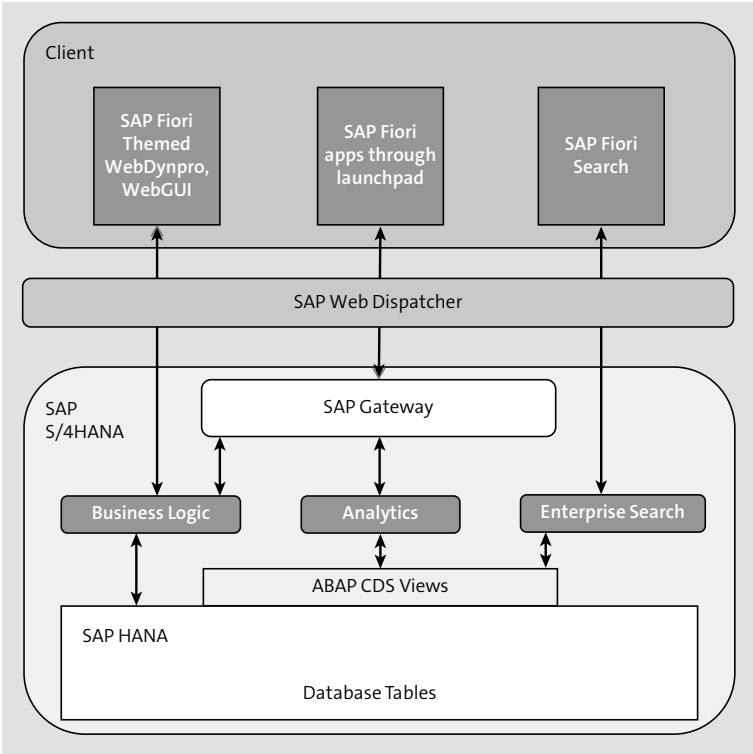 Client
SAP Fiori
Themed
WebDynpro,
WebGUI
SAP Fiori
apps through
launchpad
SAP Fiori
Search
SAP Web Dispatcher
SAP
S/4HANA
SAP Gateway
Business Logic
Analytics
Enterprise Search
ABAP CDS Views
SAP HANA
Database Tables